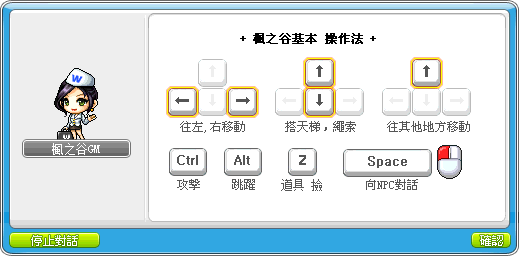 + 楓之谷基本 操作法 +
W
楓之谷GM
← ↑ ↓ →
往左,右移動
← ↑ ↓ →
搭天梯，繩索
← ↑ ↓ →
往其他地方移動
Ctrl
攻擊
Alt
跳躍
Z
道具 撿
Space
向NPC對話
停止對話
確認